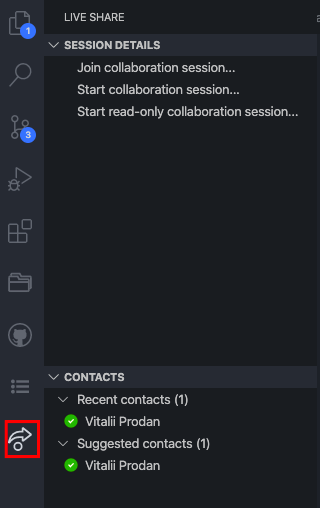 LIVE SHARE
1
SESSION DETAILS
Join collaboration session...
Start collaboration session...
Start read-only collaboration session...
3
CONTACTS
Recent contacts (1)
Vitalii Prodan
Suggested contacts (1)
Vitalii Prodan